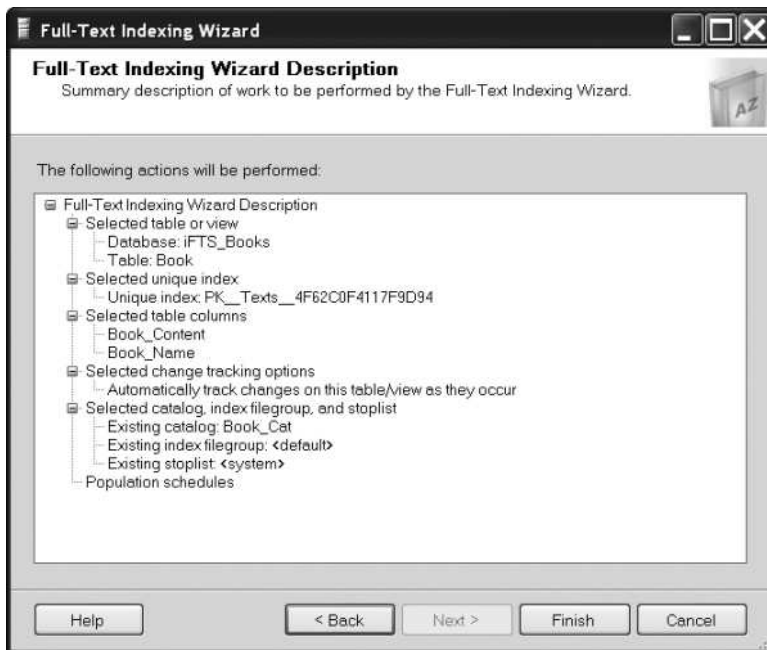 Full-Text Indexing Wizard
Full-Text Indexing Wizard Description
Summary description of work to be performed by the Full-Text Indexing Wizard.
AZ
The following actions will be performed:
Full-Text Indexing Wizard Description
Selected table or view
Database: iFTS_Books
Table: Book
Selected unique index
Unique index: PK__Texts__4F62C0F4117F9D94
Selected table columns
Book_Content
Book_Name
Selected change tracking options
Automatically track changes on this table/view as they occur
Selected catalog, index filegroup, and stoplist
Existing catalog: Book_Cat
Existing index filegroup: <default>
Existing stoplist: <system>
Population schedules
Help
< Back
Next >
Finish
Cancel